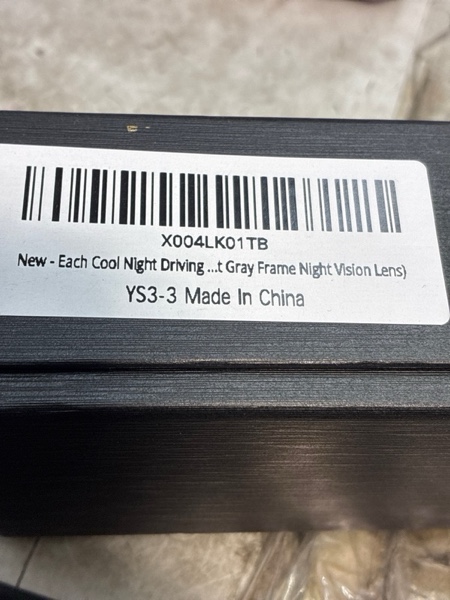 X004LK01TB
New - Each Cool Night Driving ...t Gray Frame Night Vision Lens)
YS3-3 Made In China